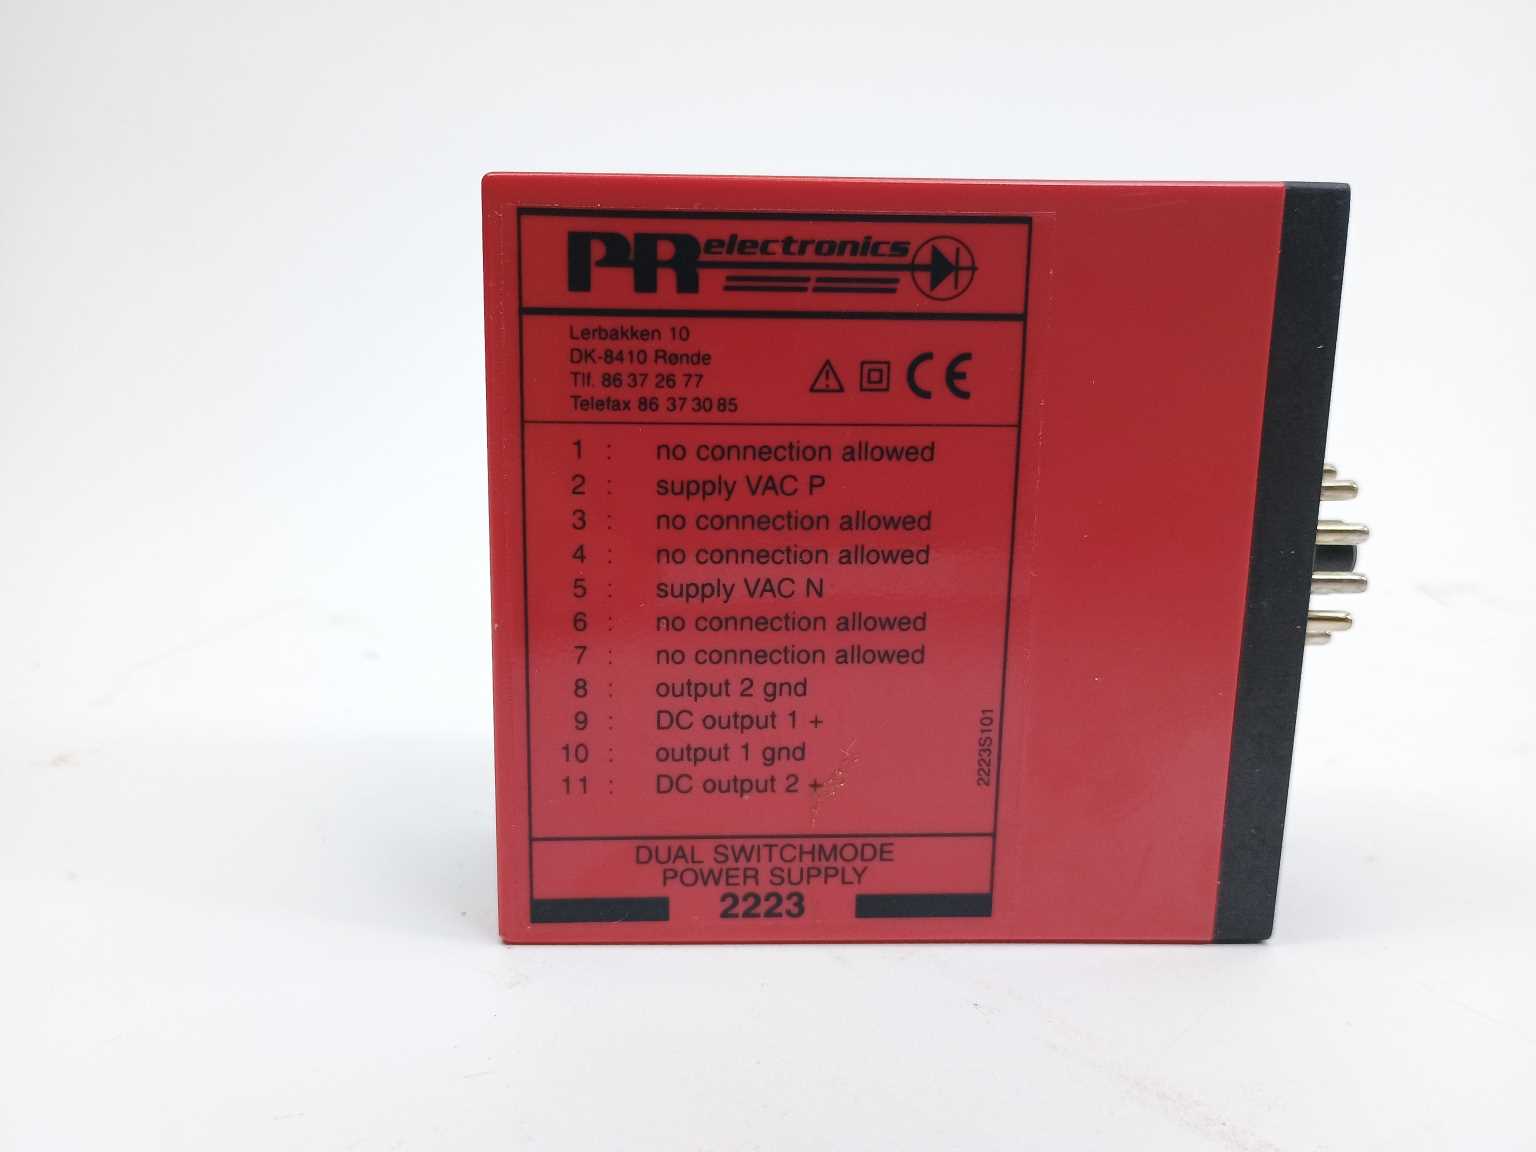 PR electronics
Lerbakken 10
DK-8410 Rønde
Tlf. 86 37 26 77
Telefax 86 37 30 85
CE
1 : no connection allowed
2 : supply VAC P
3 : no connection allowed
4 : no connection allowed
5 : supply VAC N
6 : no connection allowed
7 : no connection allowed
8 : output 2 gnd
9 : DC output 1 +
10 : output 1 gnd
11 : DC output 2 +
2223S101
DUAL SWITCHMODE
POWER SUPPLY
2223